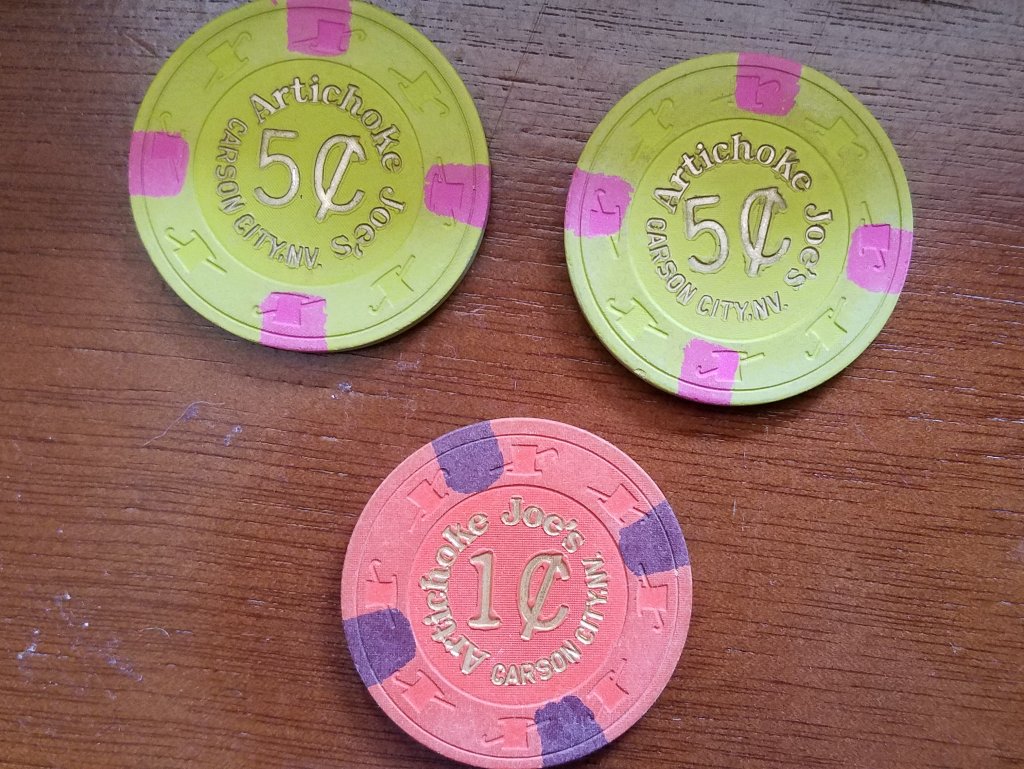 Artichoke Joe's
5¢
CARSON CITY,NV.
Artichoke Joe's
5¢
CARSON CITY,NV.
Artichoke Joe's
1¢
CARSON CITY,NV.